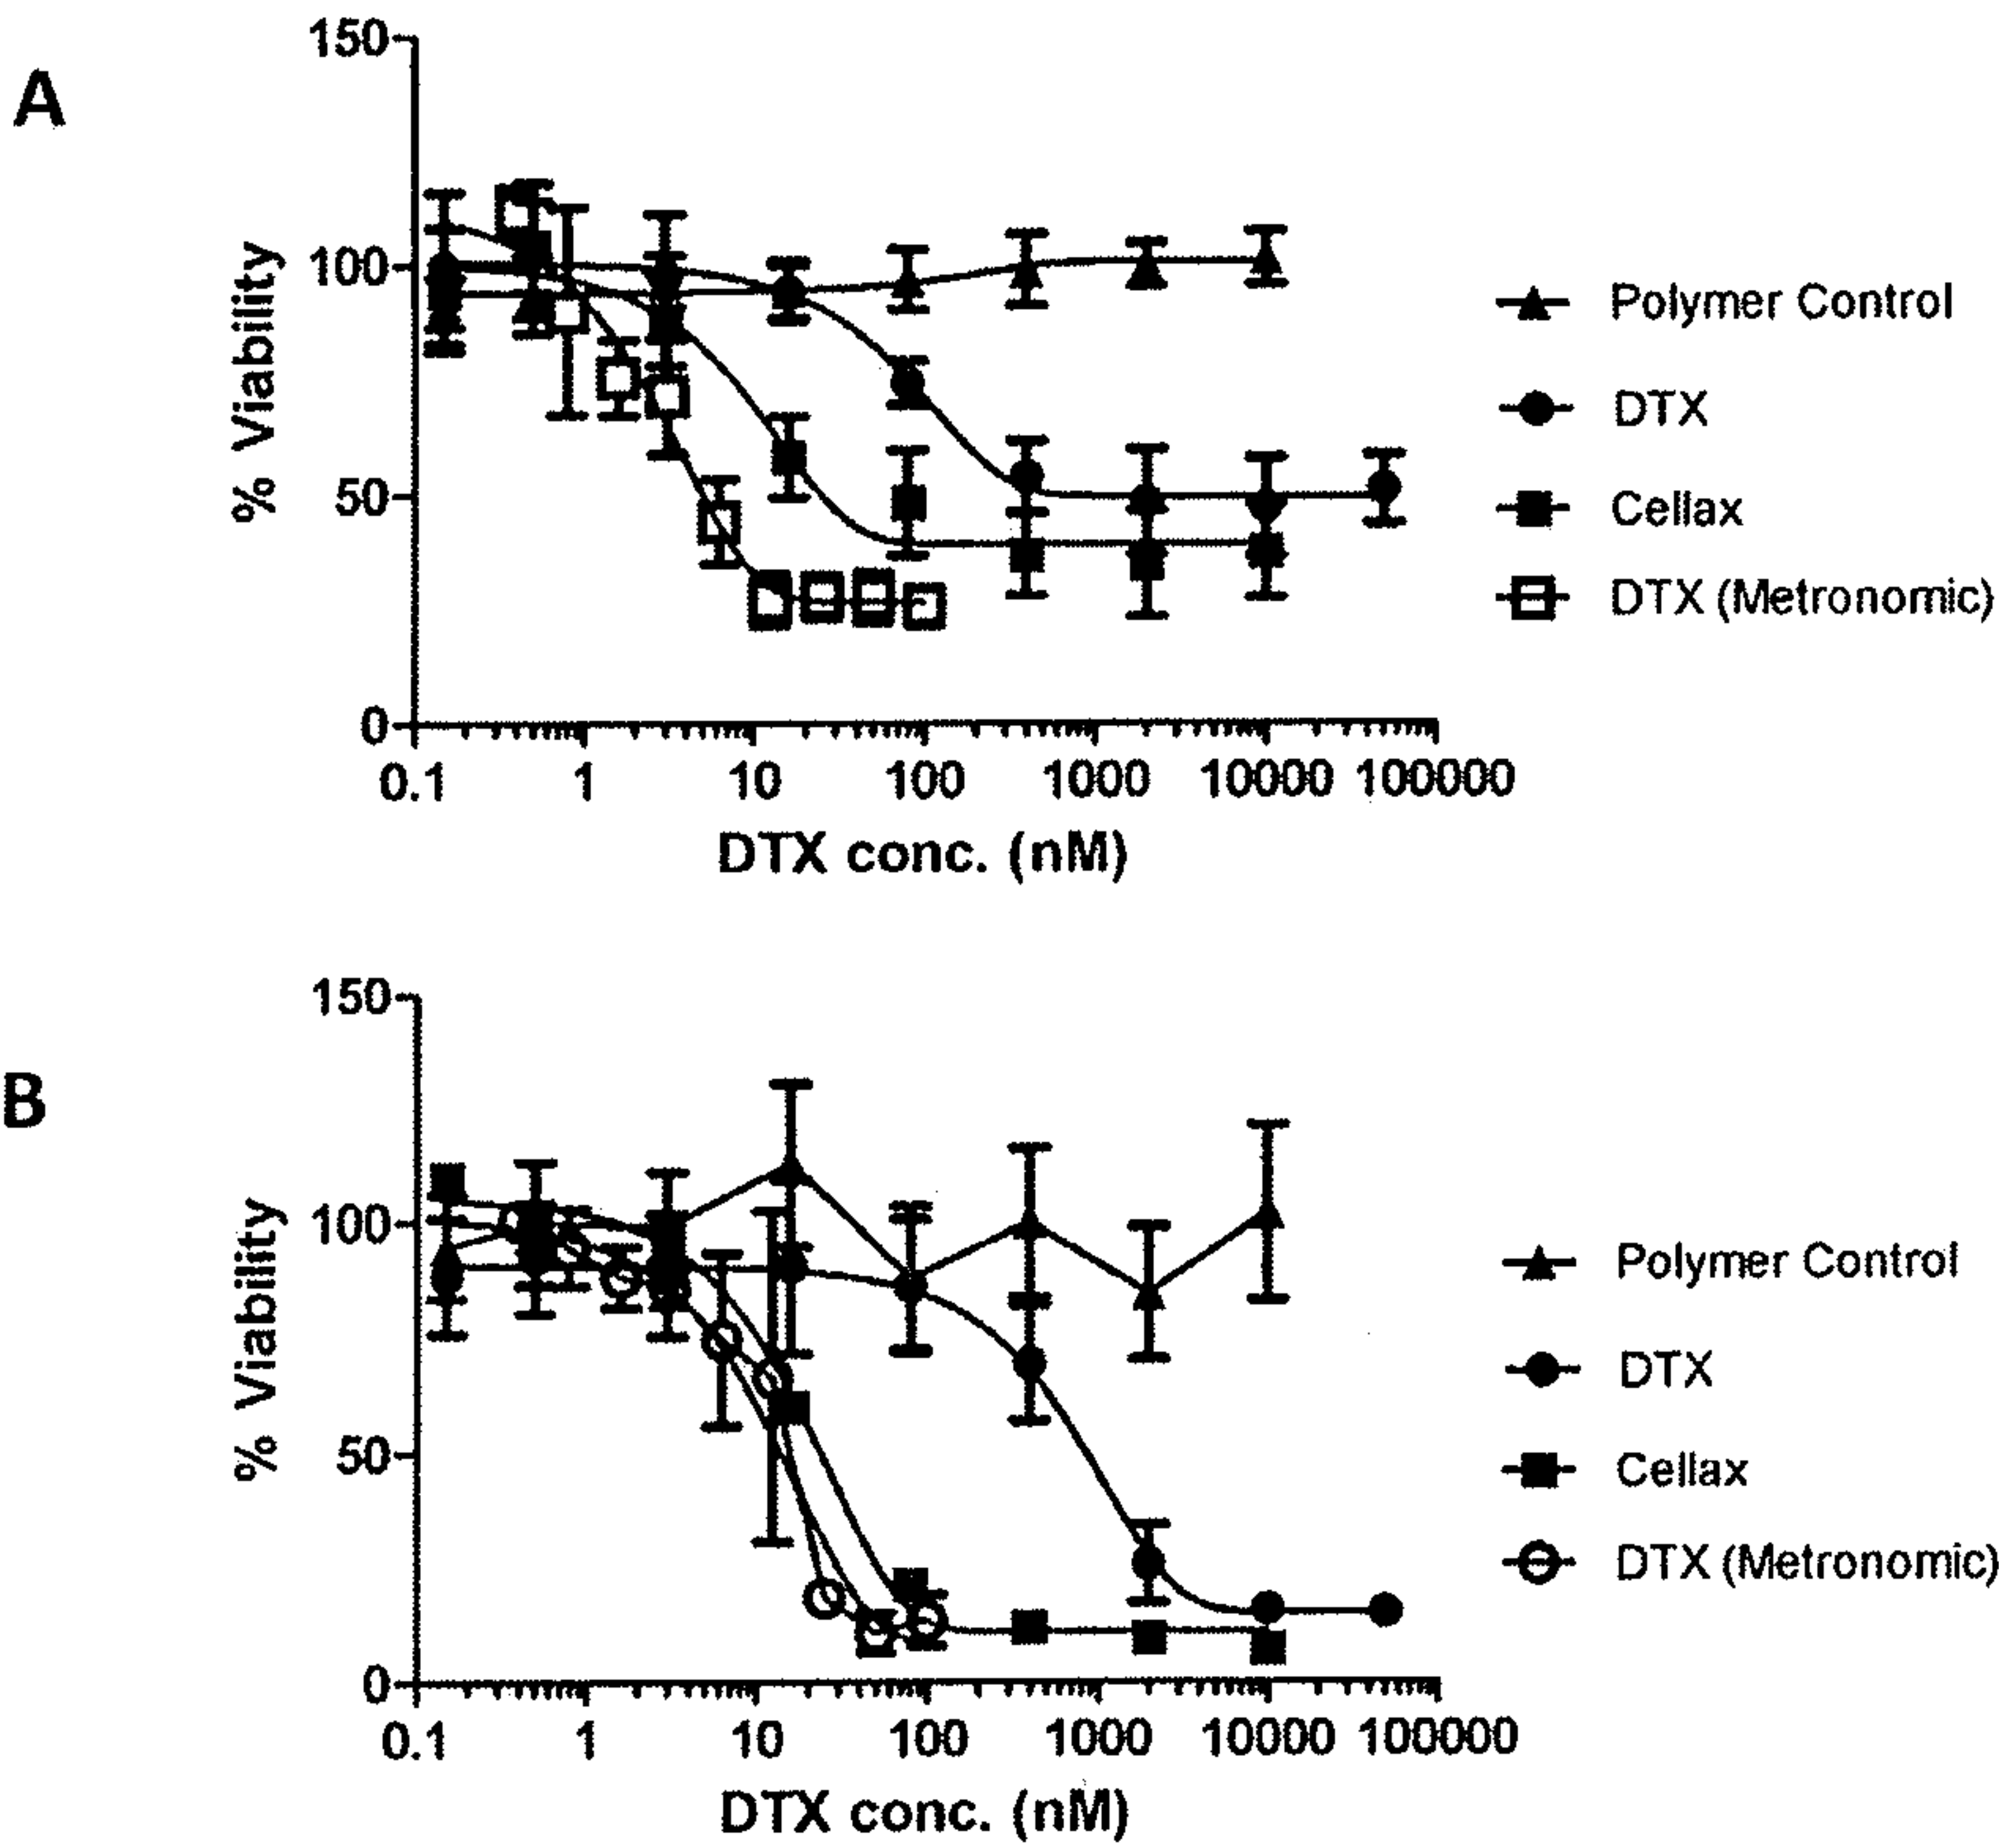 A
150
100
50
0
% Viability
0.1 1 10 100 1000 10000 100000
DTX conc. (nM)
Polymer Control
DTX
Cellax
DTX (Metronomic)
B
150
100
50
0
% Viability
0.1 1 10 100 1000 10000 100000
DTX conc. (nM)
Polymer Control
DTX
Cellax
DTX (Metronomic)